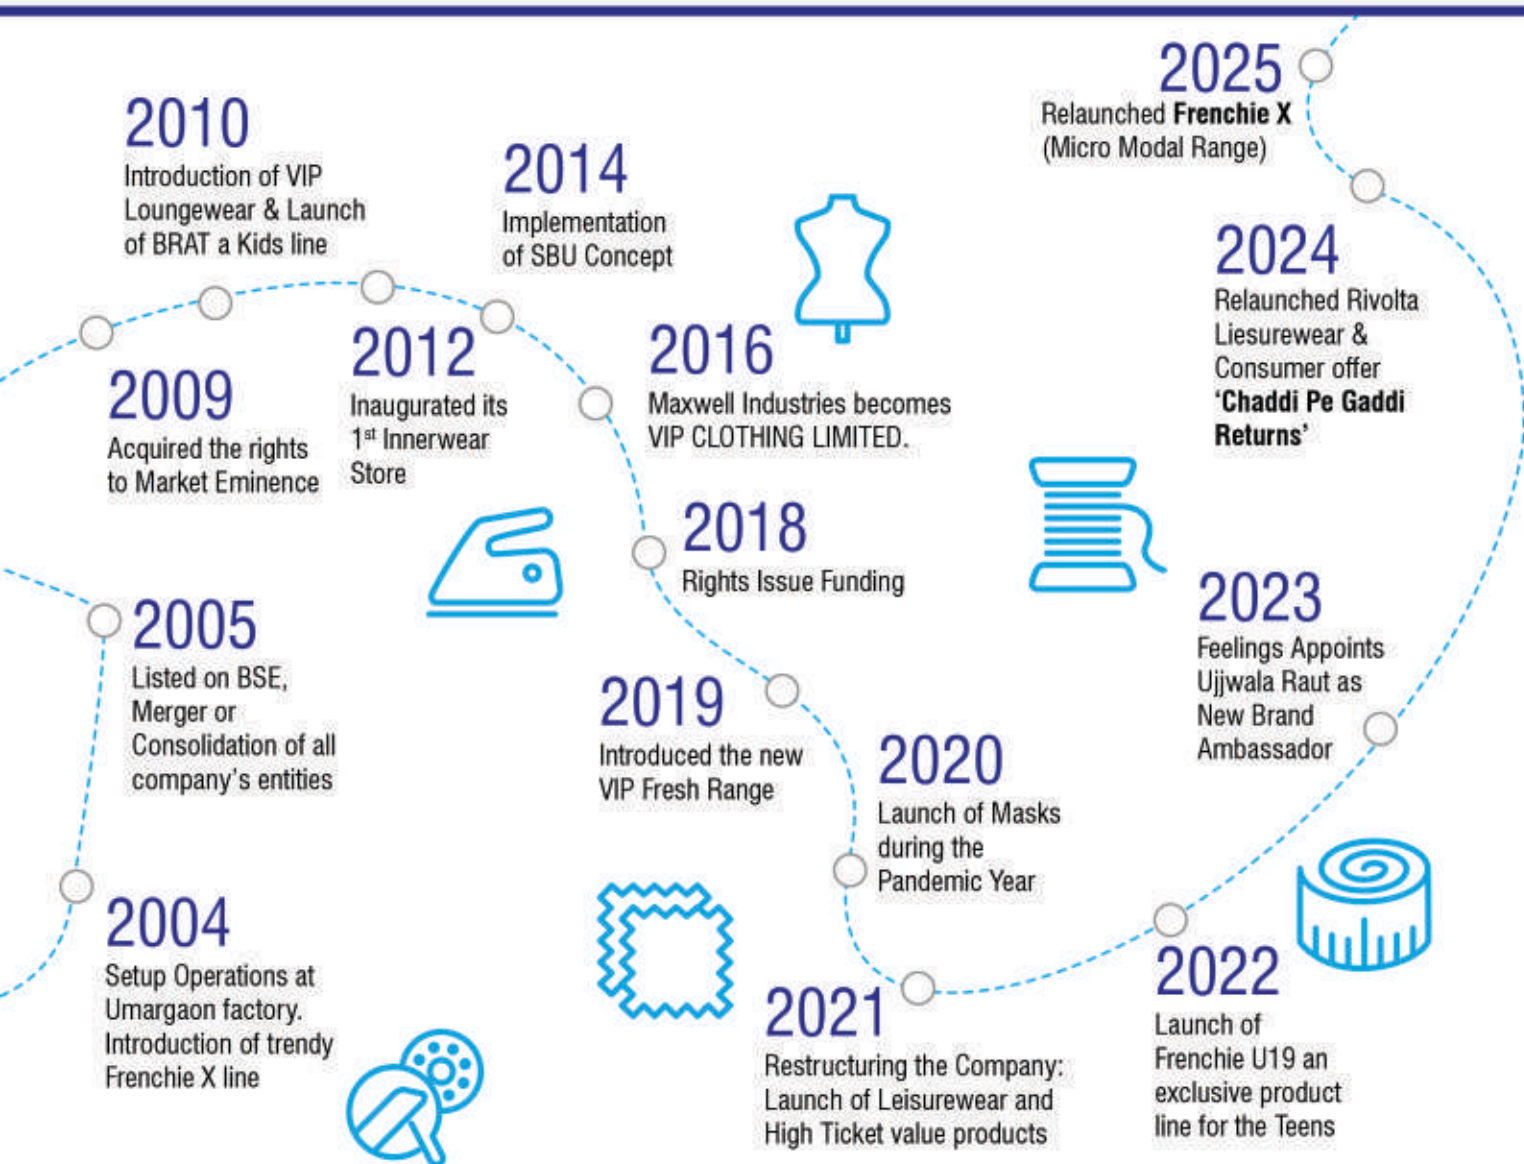 2025
Relaunched Frenchie X
(Micro Modal Range)
2010
Introduction of VIP
Loungewear & Launch
of BRAT a Kids line
2014
Implementation
of SBU Concept
2024
Relaunched Rivolta
Liesurewear &
Consumer offer
‘Chaddi Pe Gaddi
Returns’
2009
Acquired the rights
to Market Eminence
2012
Inaugurated its
1st Innerwear
Store
2016
Maxwell Industries becomes
VIP CLOTHING LIMITED.
2018
Rights Issue Funding
2005
Listed on BSE,
Merger or
Consolidation of all
company’s entities
2023
Feelings Appoints
Ujjwala Raut as
New Brand
Ambassador
2019
Introduced the new
VIP Fresh Range
2020
Launch of Masks
during the
Pandemic Year
2004
Setup Operations at
Umargaon factory.
Introduction of trendy
Frenchie X line
2021
Restructuring the Company:
Launch of Leisurewear and
High Ticket value products
2022
Launch of
Frenchie U19 an
exclusive product
line for the Teens